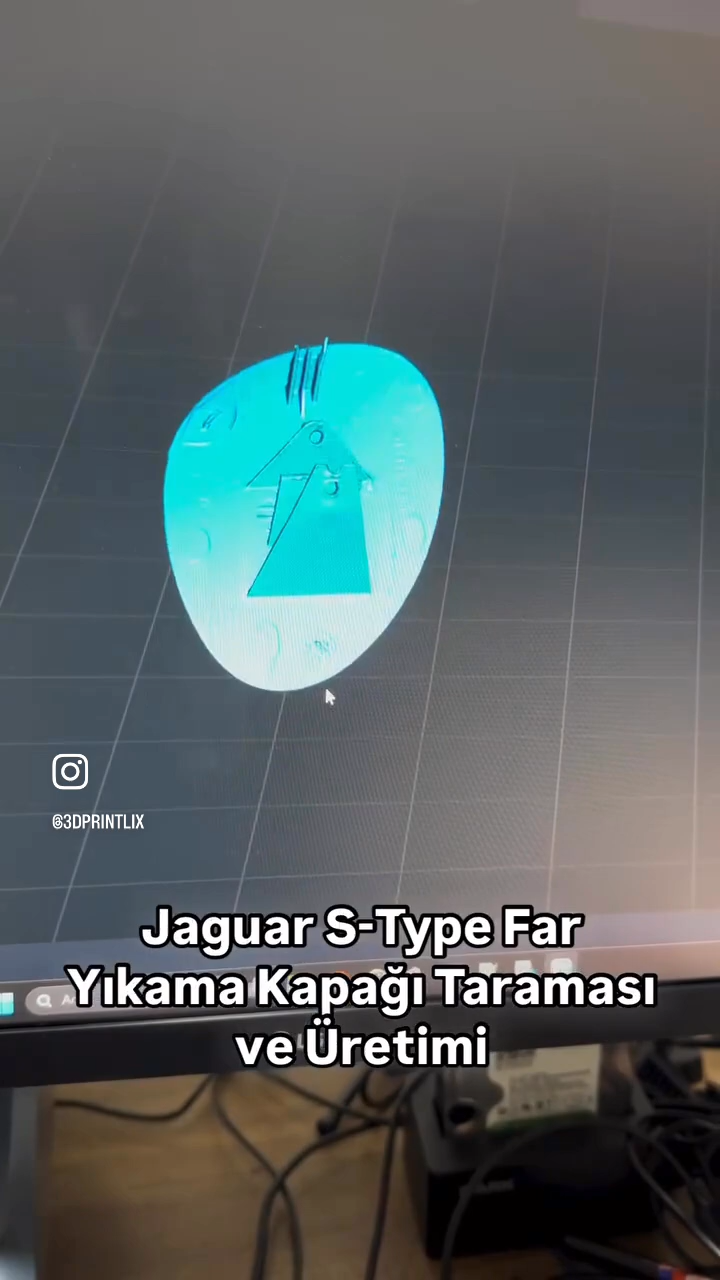 @3DPRINTLIX
Jaguar S-Type Far
Yıkama Kapağı Taraması
ve Üretimi